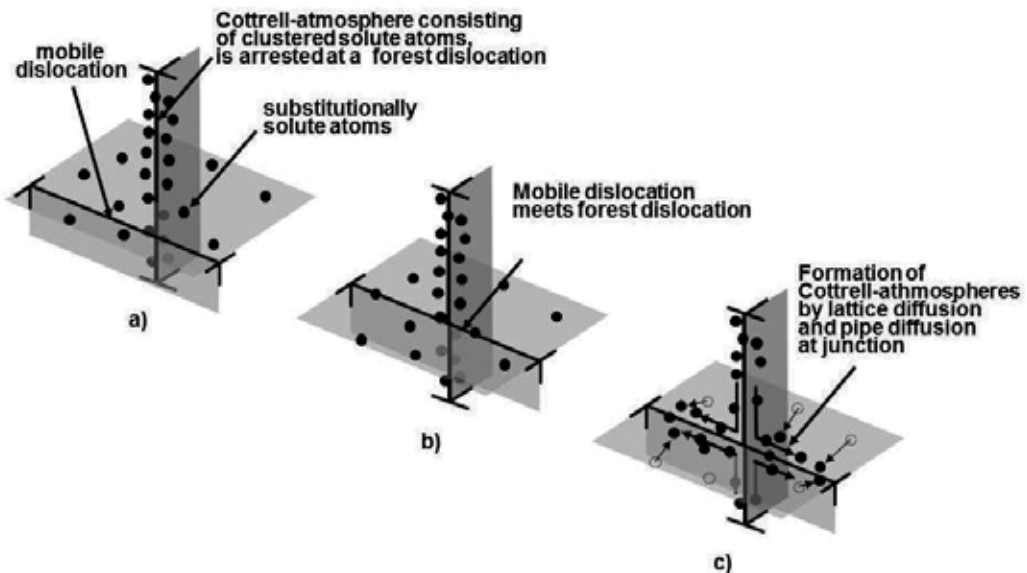 Cottrell-atmosphere consisting
of clustered solute atoms,
is arrested at a forest dislocation
mobile
dislocation
substitutionally
solute atoms
a)
Mobile dislocation
meets forest dislocation
b)
Formation of
Cottrell-athmospheres
by lattice diffusion
and pipe diffusion
at junction
c)